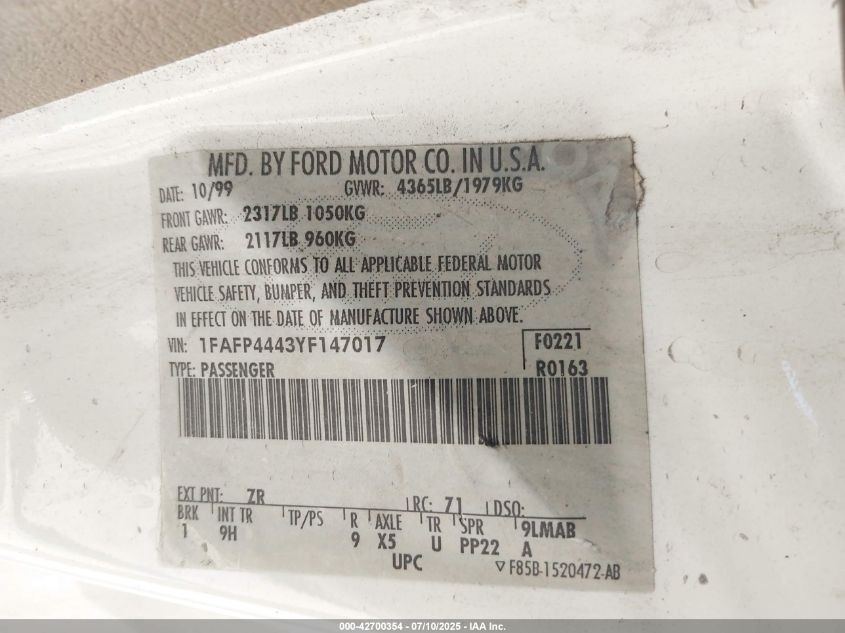 MFD. BY FORD MOTOR CO. IN U.S.A.
DATE: 10/99 GVWR: 4365LB/1979KG
FRONT GAWR: 2317LB 1050KG
REAR GAWR: 2117LB 960KG
THIS VEHICLE CONFORMS TO ALL APPLICABLE FEDERAL MOTOR
VEHICLE SAFETY, BUMPER, AND THEFT PREVENTION STANDARDS
IN EFFECT ON THE DATE OF MANUFACTURE SHOWN ABOVE.
VIN: 1FAFP4443YF147017 F0221
TYPE: PASSENGER R0163
EXT PNT: ZR RC: 71 DSO:
BRK INT TR TP/PS R AXLE TR SPR 9LMAB
1 9H 9 X5 U PP22 A
UPC F85B-1520472-AB
000-42700354 - 07/10/2025 - IAA Inc.